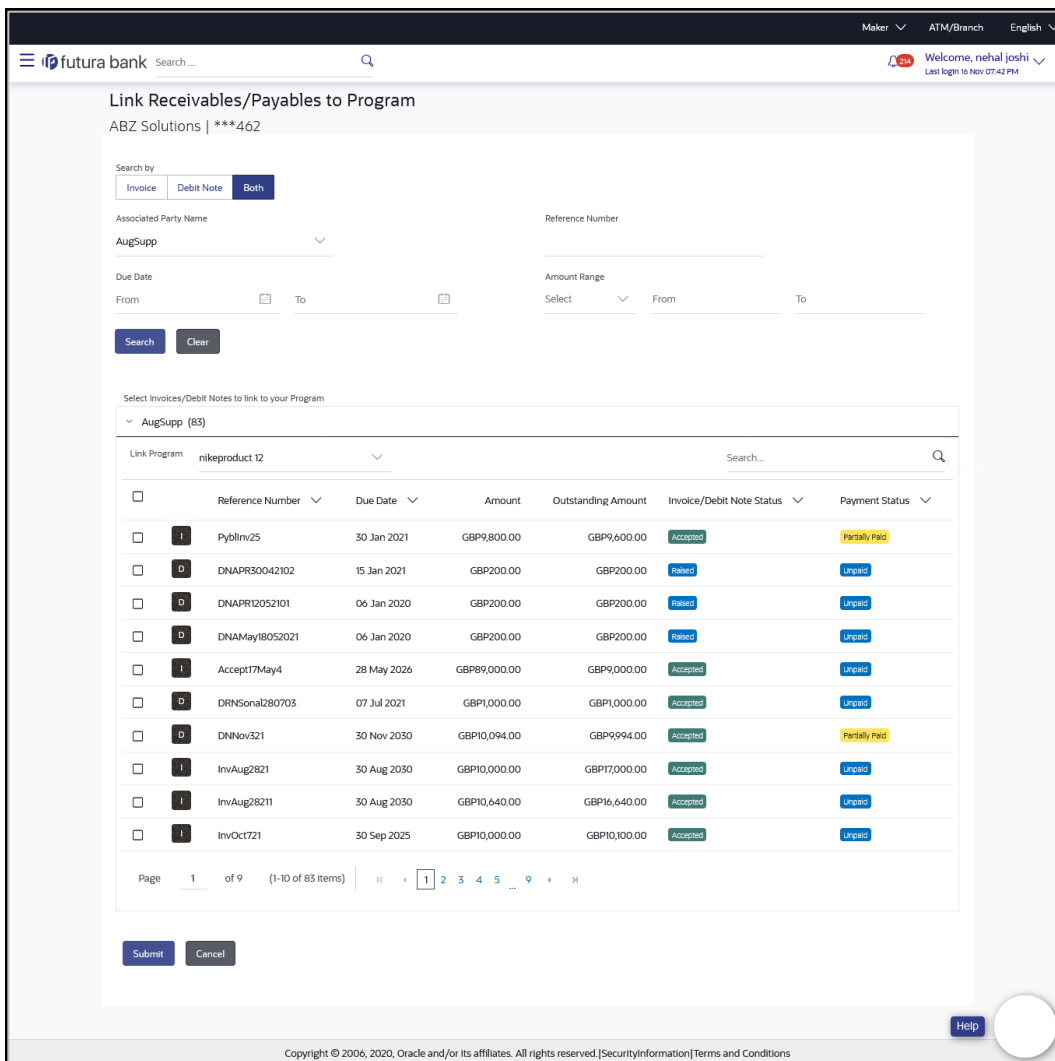 Maker ATM/Branch English
futura bank Search ... 214 Welcome, nehal joshi
Last login 16 Nov 07:42 PM
Link Receivables/Payables to Program
ABZ Solutions | ***462
Search by
Invoice Debit Note Both
Associated Party Name Reference Number
AugSupp
Due Date Amount Range
From To Select From To
Search Clear
Select Invoices/Debit Notes to link to your Program
AugSupp (83)
Link Program nikeproduct 12 Search...
Reference Number Due Date Amount Outstanding Amount Invoice/Debit Note Status Payment Status
I PyblInv25 30 Jan 2021 GBP9,800.00 GBP9,600.00 Accepted Partially Paid
D DNAPR30042102 15 Jan 2021 GBP200.00 GBP200.00 Raised Unpaid
D DNAPR12052101 06 Jan 2020 GBP200.00 GBP200.00 Raised Unpaid
D DNAMay18052021 06 Jan 2020 GBP200.00 GBP200.00 Raised Unpaid
I Accept17May4 28 May 2026 GBP89,000.00 GBP9,000.00 Accepted Unpaid
D DRNSonal280703 07 Jul 2021 GBP1,000.00 GBP1,000.00 Accepted Unpaid
D DNNov321 30 Nov 2030 GBP10,094.00 GBP9,994.00 Accepted Partially Paid
I InvAug2821 30 Aug 2030 GBP10,000.00 GBP17,000.00 Accepted Unpaid
I InvAug28211 30 Aug 2030 GBP10,640.00 GBP16,640.00 Accepted Unpaid
I InvOct721 30 Sep 2025 GBP10,000.00 GBP10,100.00 Accepted Unpaid
Page 1 of 9 (1-10 of 83 items) 1 2 3 4 5 ... 9
Submit Cancel
Help
Copyright © 2006, 2020, Oracle and/or its affiliates. All rights reserved.|SecurityInformation|Terms and Conditions